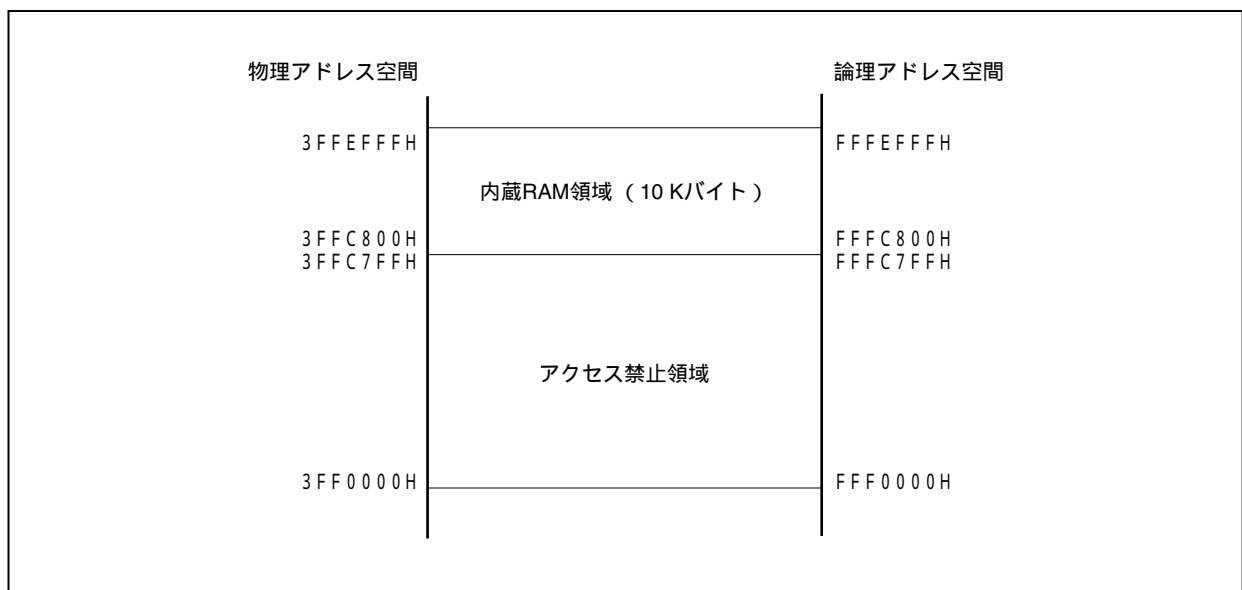 物理アドレス空間 論理アドレス空間
3FFEFFFH FFFEFFFH
内蔵RAM領域（10 Kバイト）
3FFC800H FFFC800H
3FFC7FFH FFFC7FFH
アクセス禁止領域
3FF0000H FFF0000H